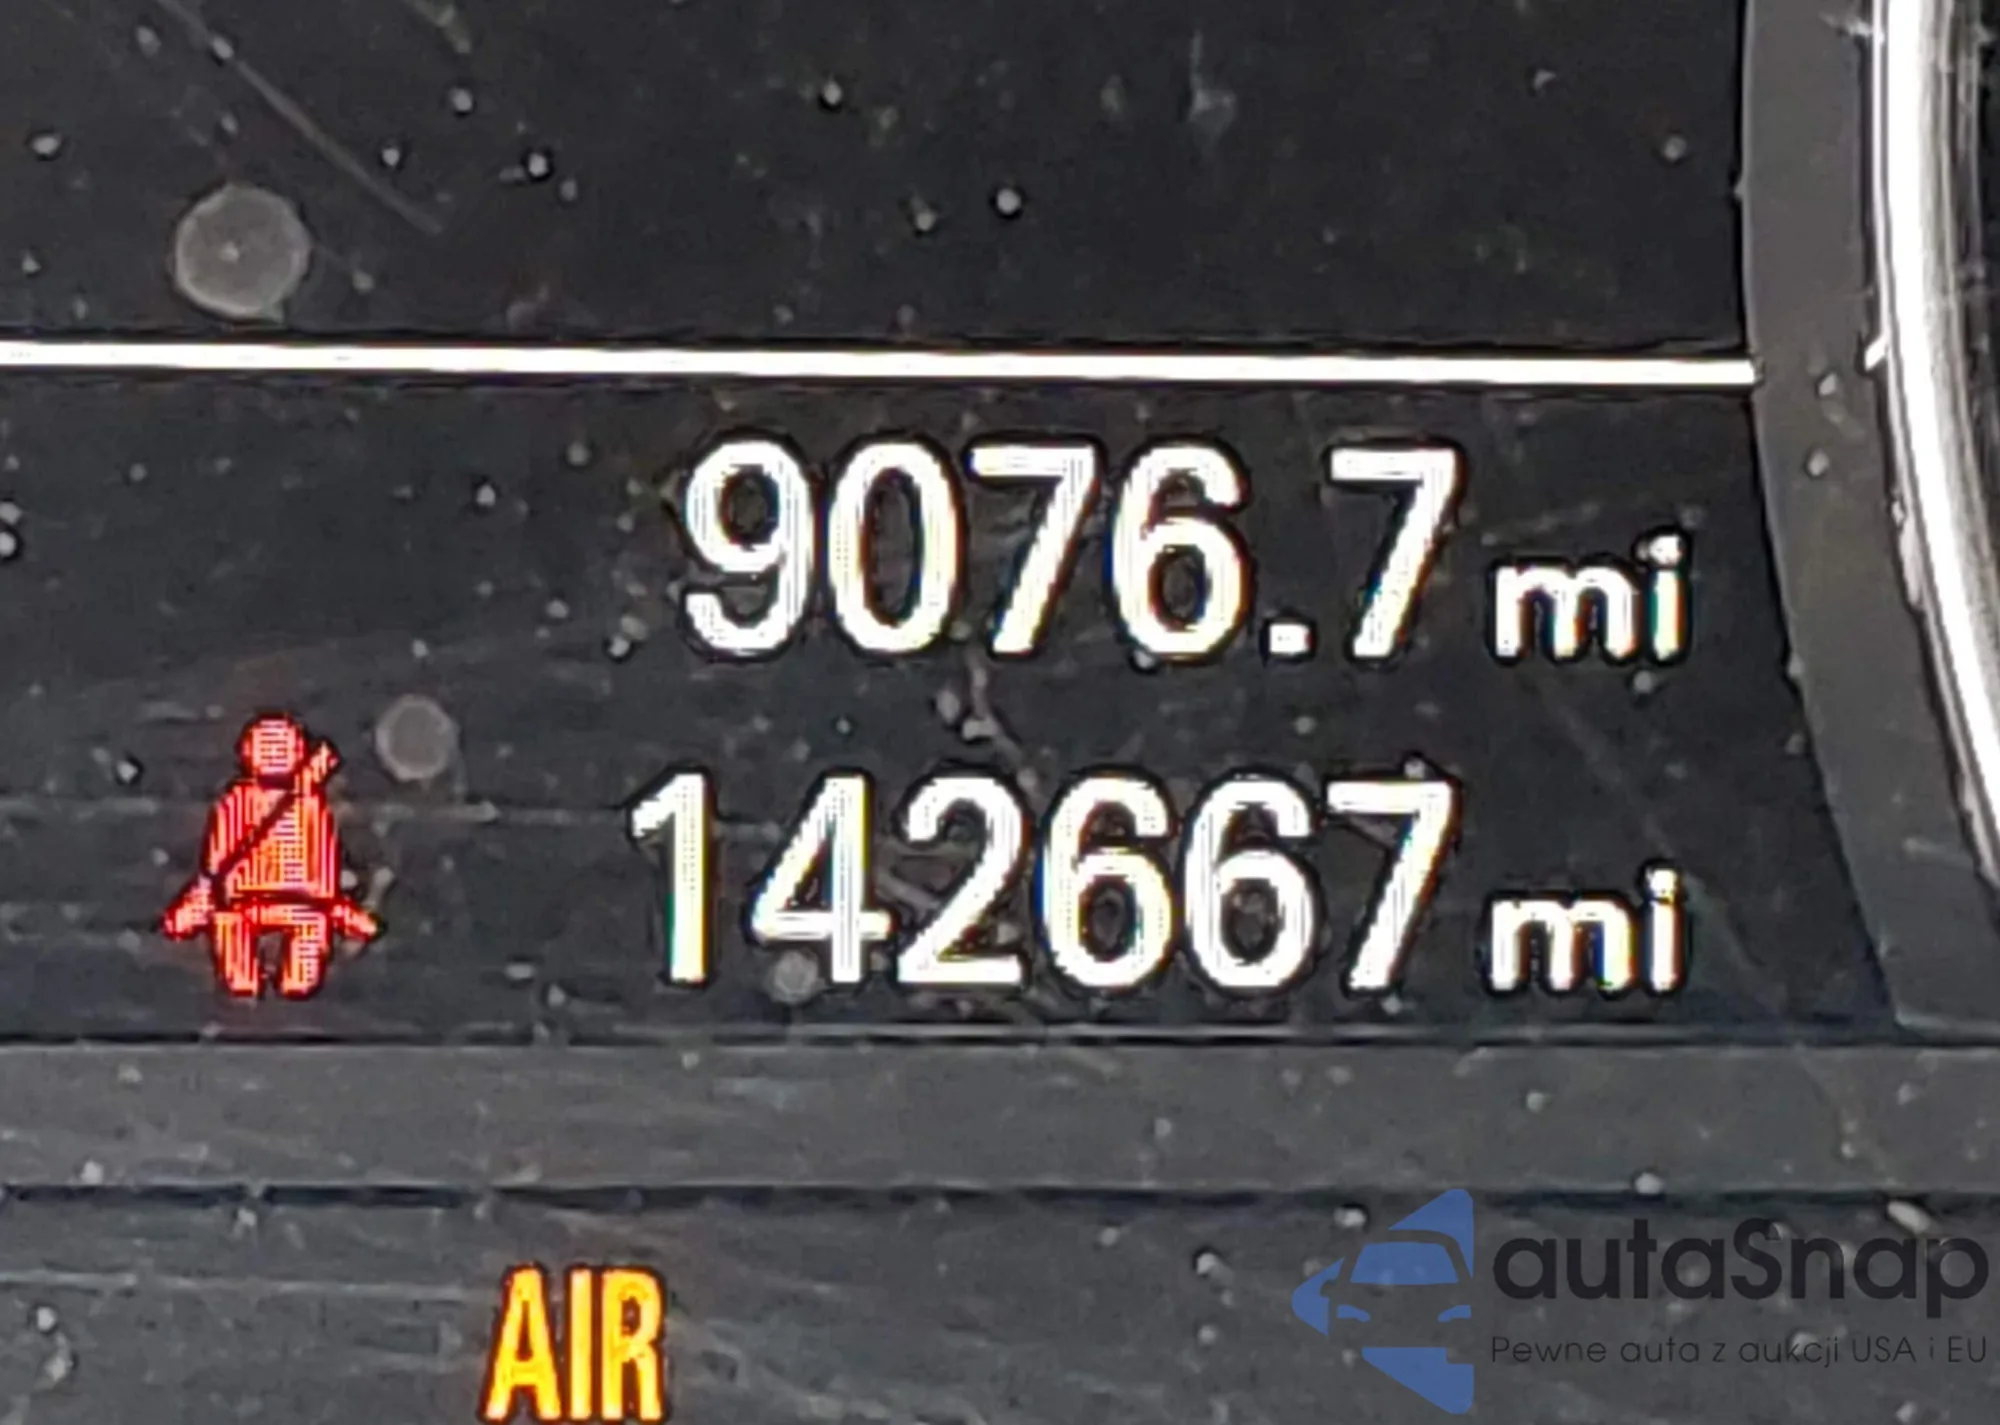 9076.7 mi
142667 mi
AIR
autaSnap
Pewne auta z aukcji USA i EU